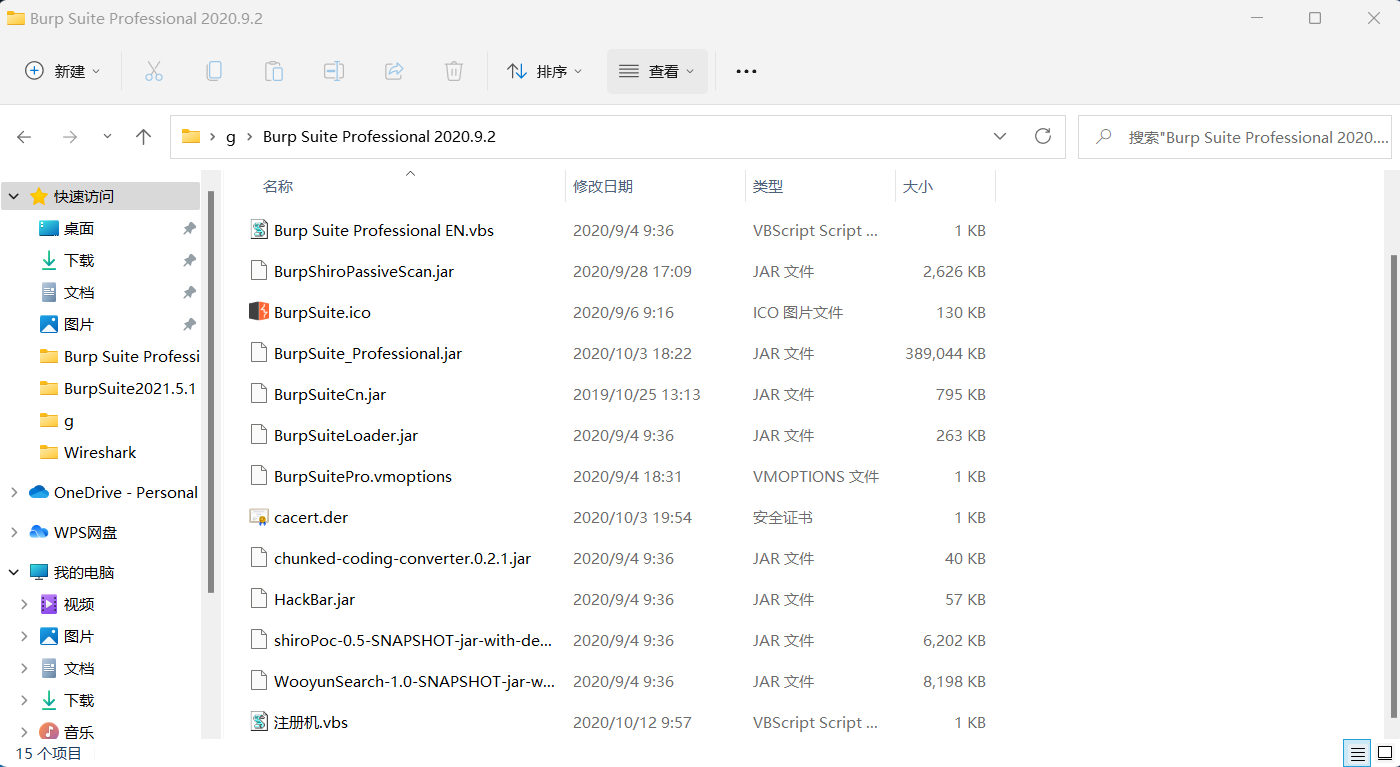 Burp Suite Professional 2020.9.2
新建 排序 查看
g Burp Suite Professional 2020.9.2 搜索"Burp Suite Professional 2020....
快速访问
桌面
下载
文档
图片
Burp Suite Professi
BurpSuite2021.5.1
g
Wireshark
OneDrive - Personal
WPS网盘
我的电脑
视频
图片
文档
下载
音乐
名称 修改日期 类型 大小
Burp Suite Professional EN.vbs 2020/9/4 9:36 VBScript Script ... 1 KB
BurpShiroPassiveScan.jar 2020/9/28 17:09 JAR 文件 2,626 KB
BurpSuite.ico 2020/9/6 9:16 ICO 图片文件 130 KB
BurpSuite_Professional.jar 2020/10/3 18:22 JAR 文件 389,044 KB
BurpSuiteCn.jar 2019/10/25 13:13 JAR 文件 795 KB
BurpSuiteLoader.jar 2020/9/4 9:36 JAR 文件 263 KB
BurpSuitePro.vmoptions 2020/9/4 18:31 VMOPTIONS 文件 1 KB
cacert.der 2020/10/3 19:54 安全证书 1 KB
chunked-coding-converter.0.2.1.jar 2020/9/4 9:36 JAR 文件 40 KB
HackBar.jar 2020/9/4 9:36 JAR 文件 57 KB
shiroPoc-0.5-SNAPSHOT-jar-with-de... 2020/9/4 9:36 JAR 文件 6,202 KB
WooyunSearch-1.0-SNAPSHOT-jar-w... 2020/9/4 9:36 JAR 文件 8,198 KB
注册机.vbs 2020/10/12 9:57 VBScript Script ... 1 KB
15 个项目